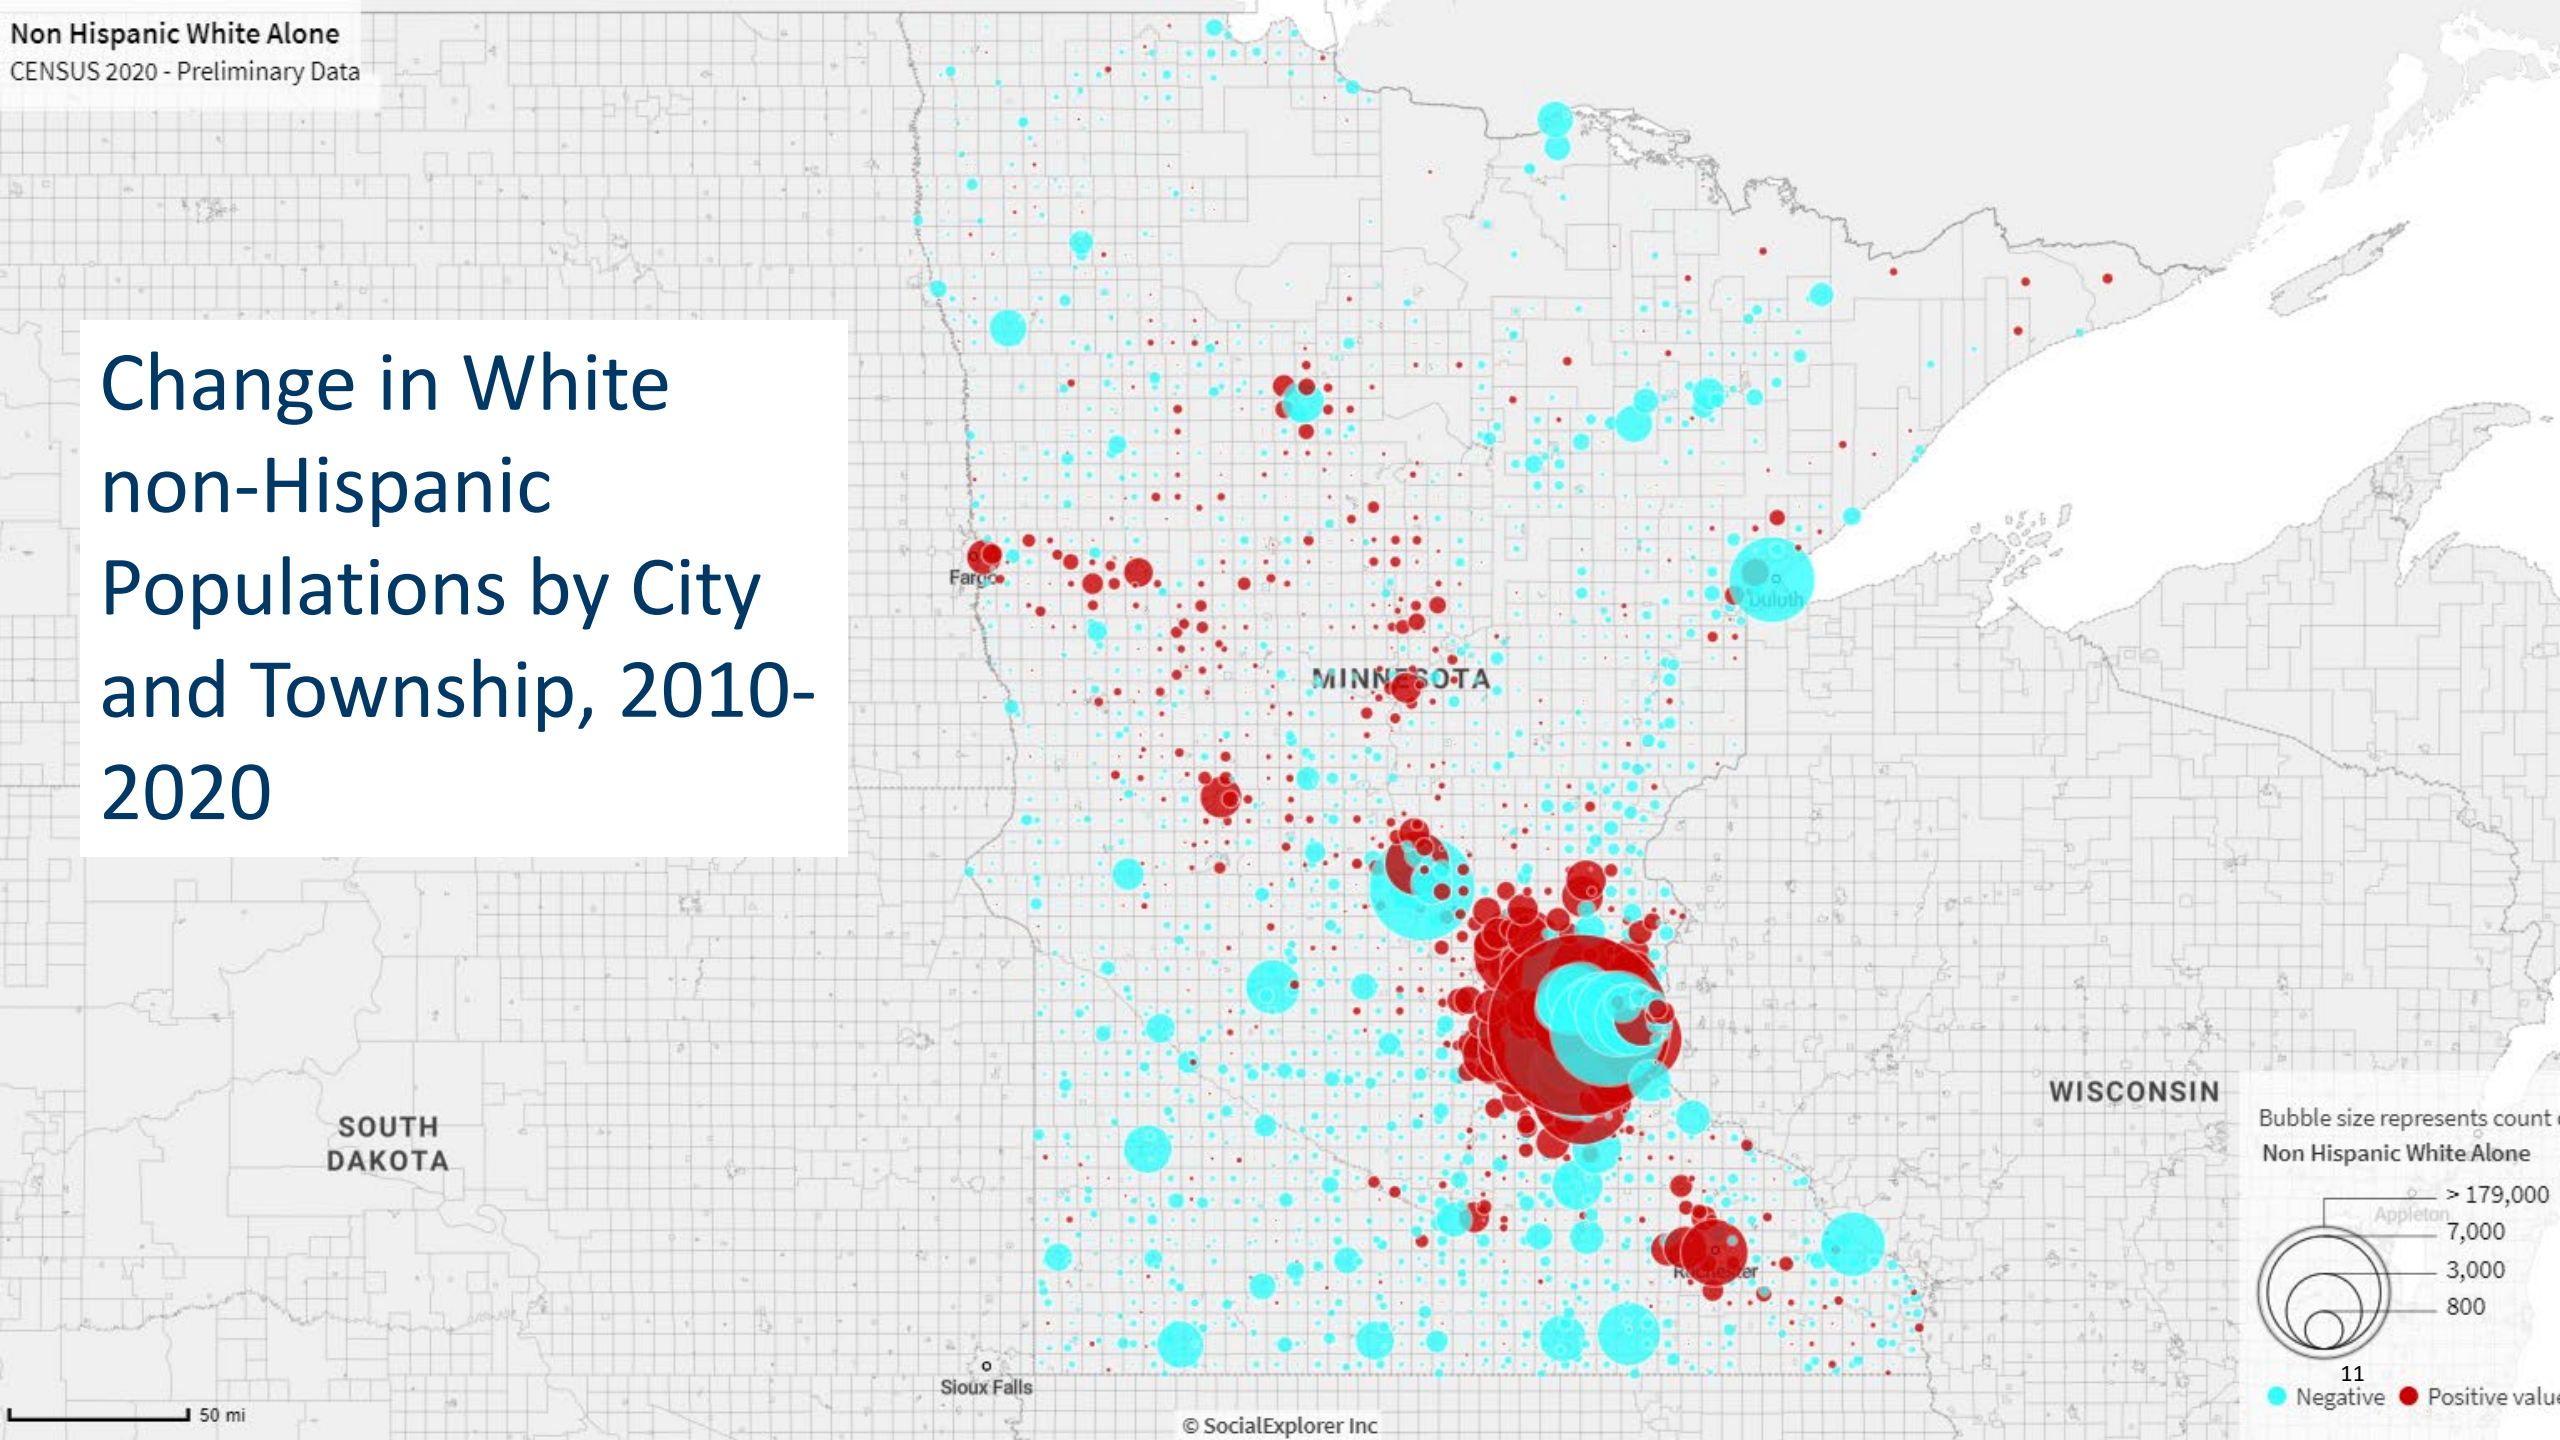 Non Hispanic White Alone
CENSUS 2020 - Preliminary Data
Change in White
non-Hispanic
Populations by City
and Township, 2010-
2020
Fargo
Duluth
MINNESOTA
SOUTH
DAKOTA
WISCONSIN
Rochester
Sioux Falls
Bubble size represents count
Non Hispanic White Alone
> 179,000
Appleton
7,000
3,000
800
11
Negative
Positive value
50 mi
© SocialExplorer Inc